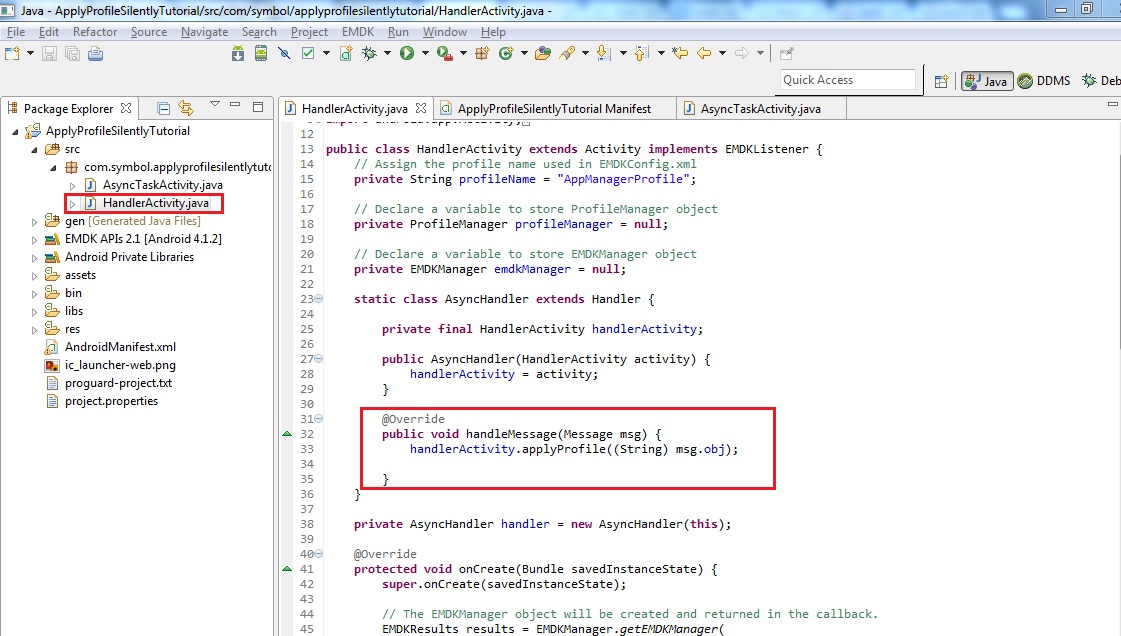 Java - ApplyProfileSilentlyTutorial/src/com/symbol/applyprofilesilentlytutorial/HandlerActivity.java -
File Edit Refactor Source Navigate Search Project EMDK Run Window Help
Quick Access
Java DDMS Deb
Package Explorer
HandlerActivity.java ApplyProfileSilentlyTutorial Manifest AsyncTaskActivity.java
ApplyProfileSilentlyTutorial
src
com.symbol.applyprofilesilentlytuto
AsyncTaskActivity.java
HandlerActivity.java
gen [Generated Java Files]
EMDK APIs 2.1 [Android 4.1.2]
Android Private Libraries
assets
bin
libs
res
AndroidManifest.xml
ic_launcher-web.png
proguard-project.txt
project.properties
12
13 public class HandlerActivity extends Activity implements EMDKListener {
14 // Assign the profile name used in EMDKConfig.xml
15 private String profileName = "AppManagerProfile";
16
17 // Declare a variable to store ProfileManager object
18 private ProfileManager profileManager = null;
19
20 // Declare a variable to store EMDKManager object
21 private EMDKManager emdkManager = null;
22
23 static class AsyncHandler extends Handler {
24
25 private final HandlerActivity handlerActivity;
26
27 public AsyncHandler(HandlerActivity activity) {
28 handlerActivity = activity;
29 }
30
31 @Override
32 public void handleMessage(Message msg) {
33 handlerActivity.applyProfile((String) msg.obj);
34
35 }
36 }
37
38 private AsyncHandler handler = new AsyncHandler(this);
39
40 @Override
41 protected void onCreate(Bundle savedInstanceState) {
42 super.onCreate(savedInstanceState);
43
44 // The EMDKManager object will be created and returned in the callback.
45 EMDKResults results = EMDKManager.getEMDKManager(